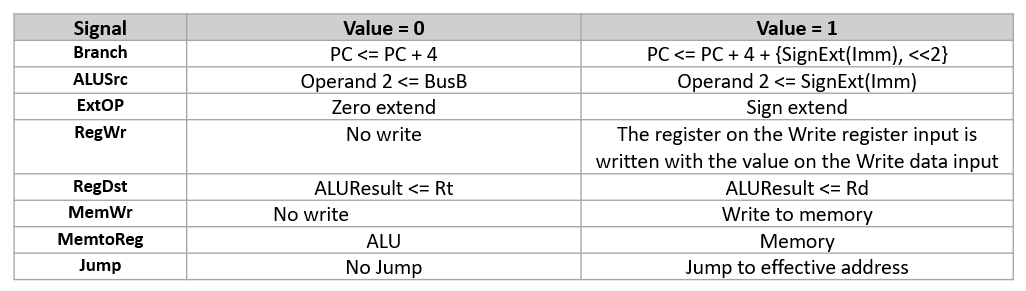 Signal Value = 0 Value = 1
Branch PC <= PC + 4 PC <= PC + 4 + {SignExt(Imm), <<2}
ALUSrc Operand 2 <= BusB Operand 2 <= SignExt(Imm)
ExtOP Zero extend Sign extend
RegWr No write The register on the Write register input is
written with the value on the Write data input
RegDst ALUResult <= Rt ALUResult <= Rd
MemWr No write Write to memory
MemtoReg ALU Memory
Jump No Jump Jump to effective address